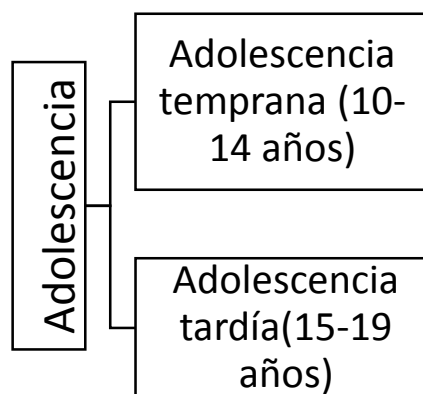 Adolescencia
Adolescencia
temprana (10-
14 años)
Adolescencia
tardía(15-19
años)